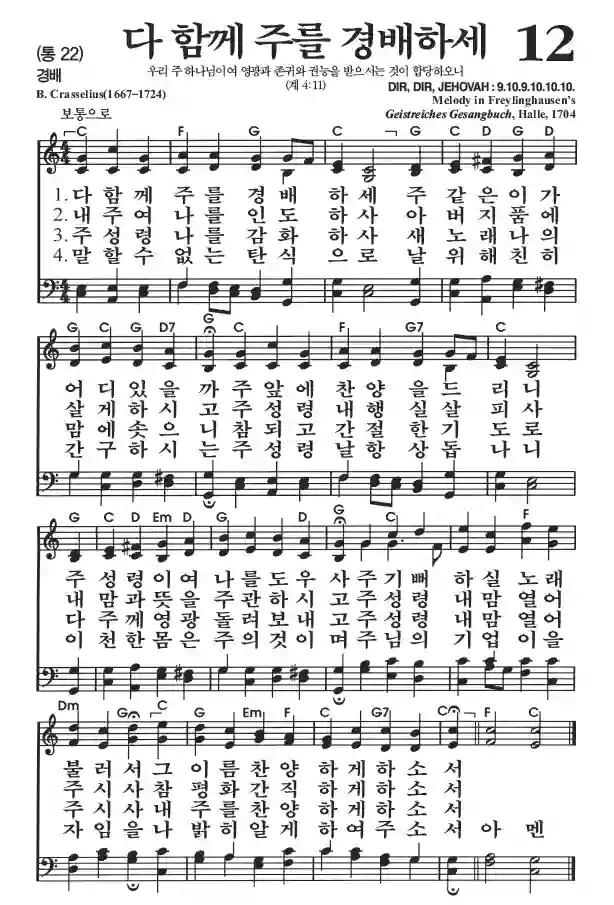 (통 22) 다 함께 주를 경배하세 12
경배 우리 주 하나님이여 영광과 존귀와 권능을 받으시는 것이 합당하오니
(계 4:11) DIR, DIR, JEHOVAH : 9.10.9.10.10.10.
B. Crasselius(1667–1724) Melody in Freylinghausen's
보통으로 Geistreiches Gesangbuch, Halle, 1704
C F G C G C D G D
1. 다 함 께 주 를 경 배 하 세 주 같 은 이 가
2. 내 주 여 나 를 인 도 하 사 아 버 지 품 에
3. 주 성 령 나 를 감 화 하 사 새 노 래 나 의
4. 말 할 수 없 는 탄 식 으 로 날 위 해 친 히
G C G D7 G C F G7 C
어 디 있 을 까 주 앞 에 찬 양 을 드 리 니
살 게 하 시 고 주 성 령 내 행 실 살 피 사
맘 에 솟 으 니 참 되 고 간 절 한 기 도 로
간 구 하 시 는 주 성 령 날 항 상 돕 나 니
G C D Em D G D G C F
주 성 령 이 여 나 를 도 우 사 주 기 뻐 하 실 노 래
내 맘 과 뜻 을 주 관 하 시 고 주 성 령 내 맘 열 어
다 주 께 영 광 돌 려 보 내 고 주 성 령 내 맘 열 어
이 천 한 몸 은 주 의 것 이 며 주 님 의 기 업 이 을
Dm G C G Em F C G7 C F C
불 러 서 그 이 름 찬 양 하 게 하 소 서
주 시 사 참 평 화 간 직 하 게 하 소 서
주 시 사 내 주 를 찬 양 하 게 하 소 서
자 임 을 나 밝 히 알 게 하 여 주 소 서 아 멘